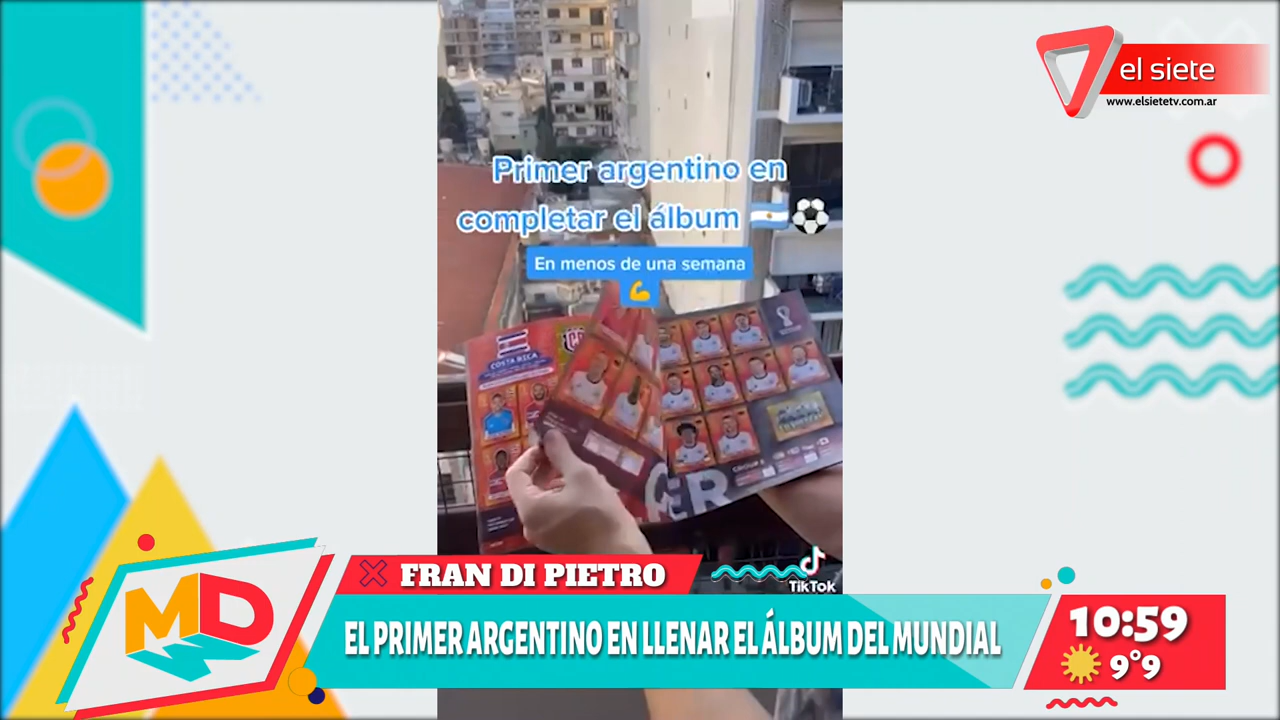 el siete
www.elsietetv.com.ar
Primer argentino en
completar el álbum
En menos de una semana
COSTA RICA
GER
TikTok
MD
FRAN DI PIETRO
EL PRIMER ARGENTINO EN LLENAR EL ÁLBUM DEL MUNDIAL
10:59
9°9